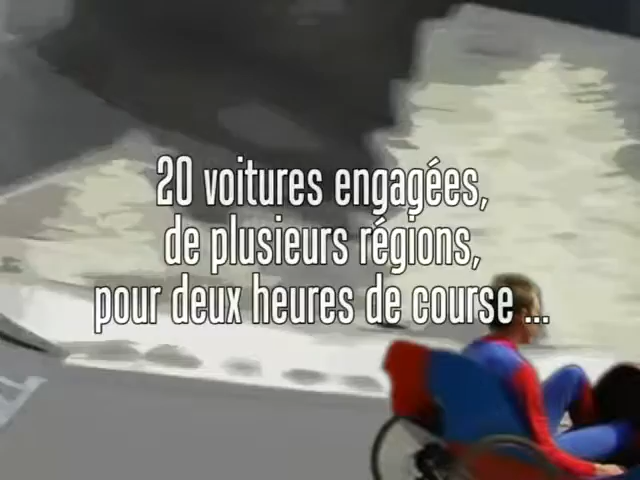 20 voitures engagées,
de plusieurs régions,
pour deux heures de course ...